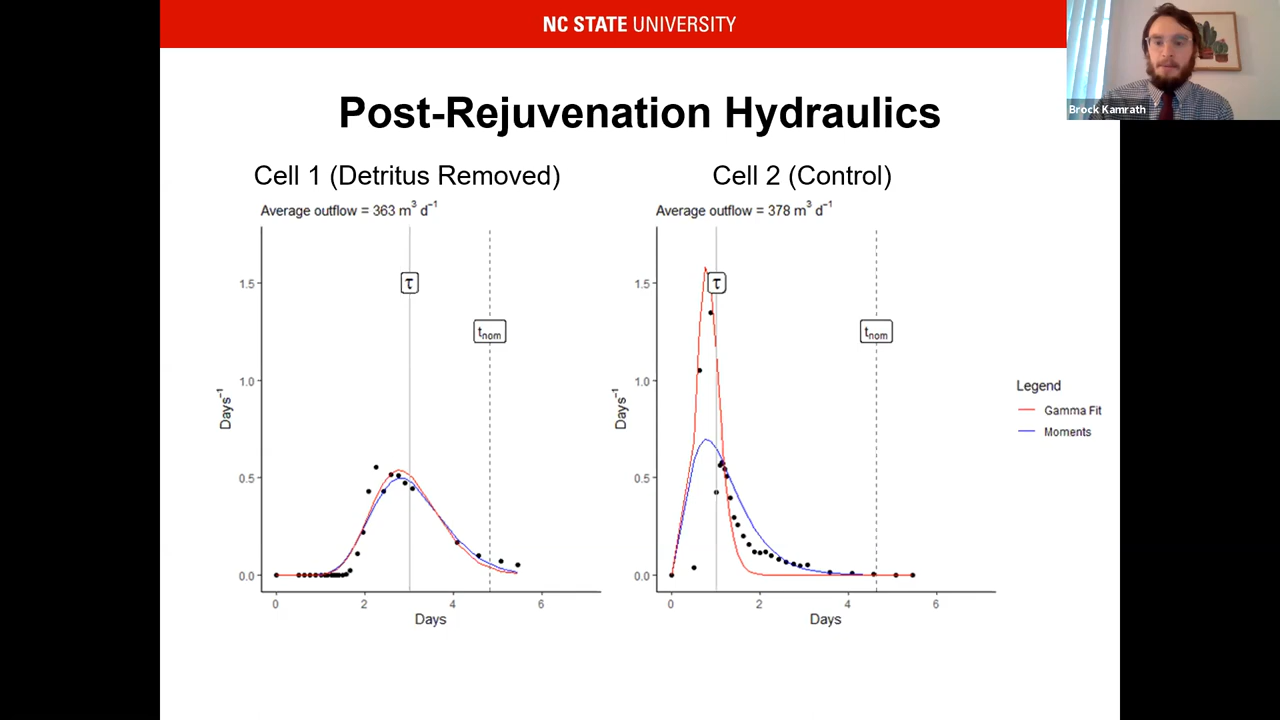 NC STATE UNIVERSITY
Brock Kamrath
Post-Rejuvenation Hydraulics
Cell 1 (Detritus Removed)
Average outflow = 363 m³ d⁻¹
τ
tnom
Days⁻¹
1.5
1.0
0.5
0.0
0 2 4 6
Days
Cell 2 (Control)
Average outflow = 378 m³ d⁻¹
τ
tnom
Days⁻¹
1.5
1.0
0.5
0.0
0 2 4 6
Days
Legend
Gamma Fit
Moments